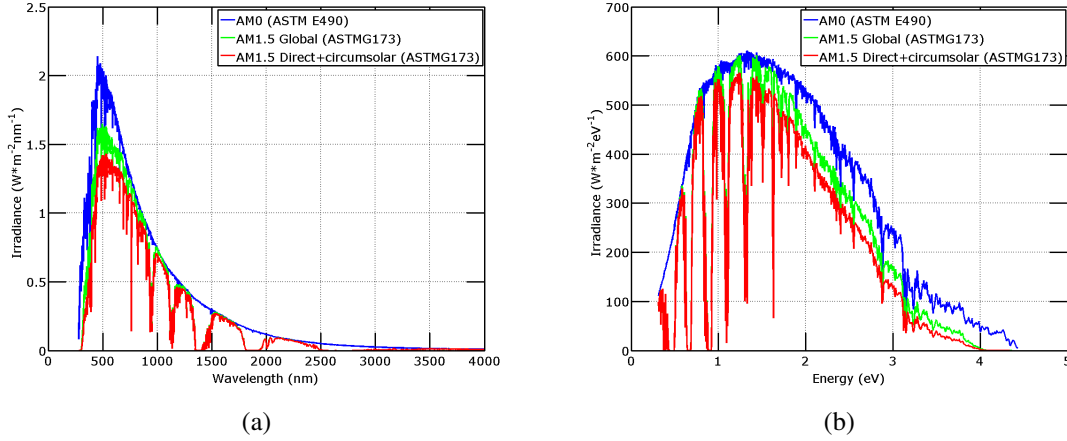 AM0 (ASTM E490)
AM1.5 Global (ASTMG173)
AM1.5 Direct+circumsolar (ASTMG173)
Irradiance (W*m-2nm-1)
2.5
2
1.5
1
0.5
0
500
1000
1500
2000
2500
3000
3500
4000
Wavelength (nm)
(a)
AM0 (ASTM E490)
AM1.5 Global (ASTMG173)
AM1.5 Direct+circumsolar (ASTMG173)
Irradiance (W*m-2eV-1)
700
600
500
400
300
200
100
0
0
1
2
3
4
5
Energy (eV)
(b)